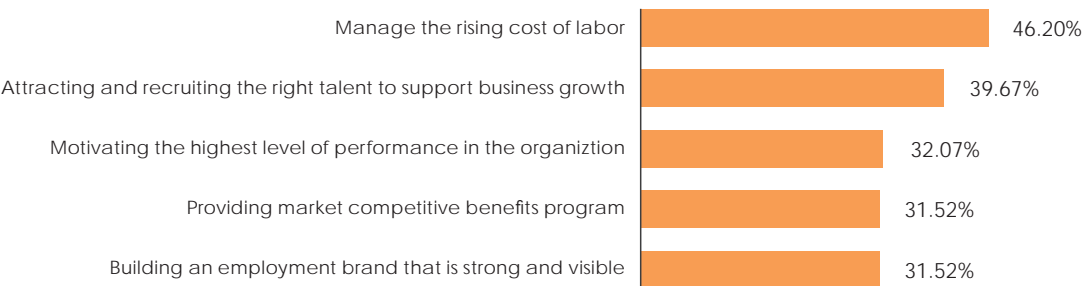 Manage the rising cost of labor 46.20%
Attracting and recruiting the right talent to support business growth 39.67%
Motivating the highest level of performance in the organiztion 32.07%
Providing market competitive benefits program 31.52%
Building an employment brand that is strong and visible 31.52%